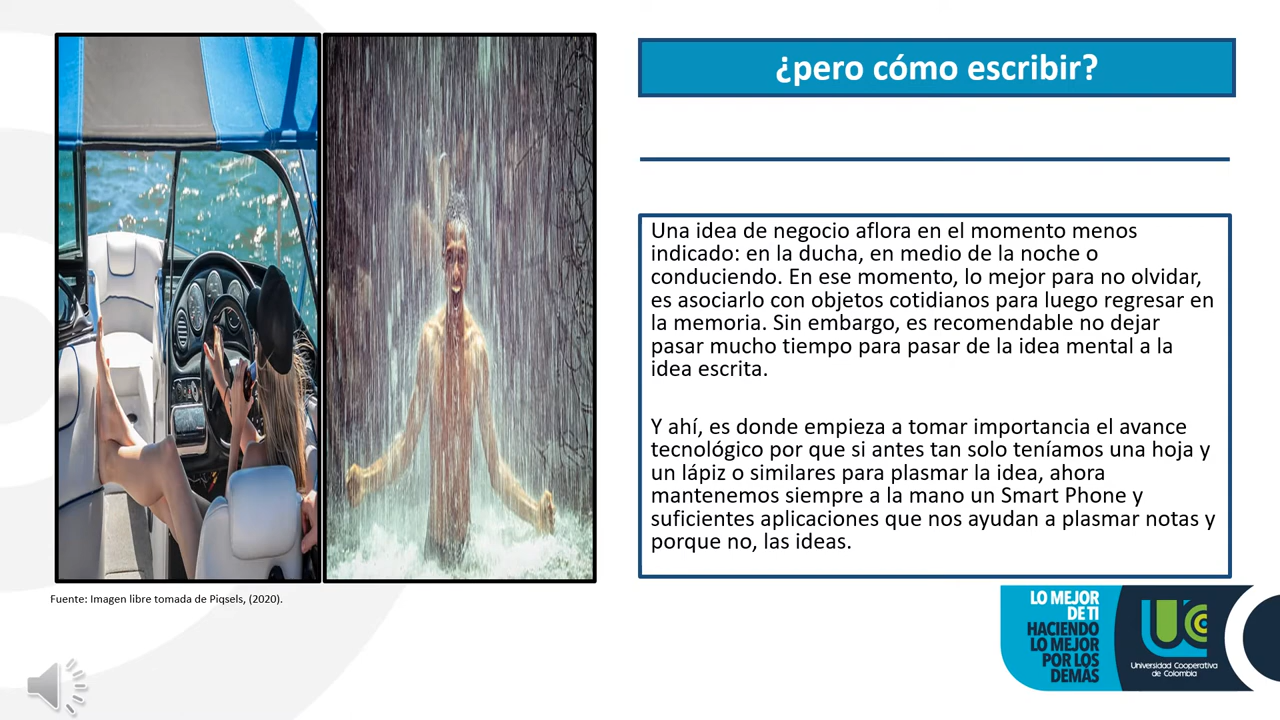 ¿pero cómo escribir?
Una idea de negocio aflora en el momento menos
indicado: en la ducha, en medio de la noche o
conduciendo. En ese momento, lo mejor para no olvidar,
es asociarlo con objetos cotidianos para luego regresar en
la memoria. Sin embargo, es recomendable no dejar
pasar mucho tiempo para pasar de la idea mental a la
idea escrita.
Y ahí, es donde empieza a tomar importancia el avance
tecnológico por que si antes tan solo teníamos una hoja y
un lápiz o similares para plasmar la idea, ahora
mantenemos siempre a la mano un Smart Phone y
suficientes aplicaciones que nos ayudan a plasmar notas y
porque no, las ideas.
Fuente: Imagen libre tomada de Piqsels, (2020).
LO MEJOR
DE TI
HACIENDO
LO MEJOR
POR LOS
DEMÁS
UCC
Universidad Cooperativa
de Colombia